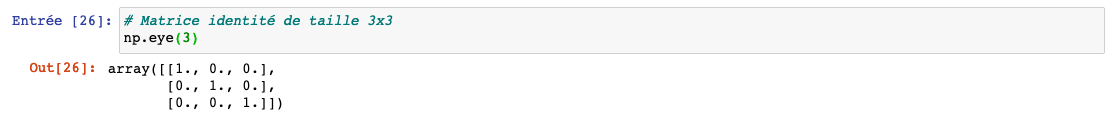 Entrée [26]: # Matrice identité de taille 3x3
np.eye(3)
Out[26]: array([[1., 0., 0.],
[0., 1., 0.],
[0., 0., 1.]])